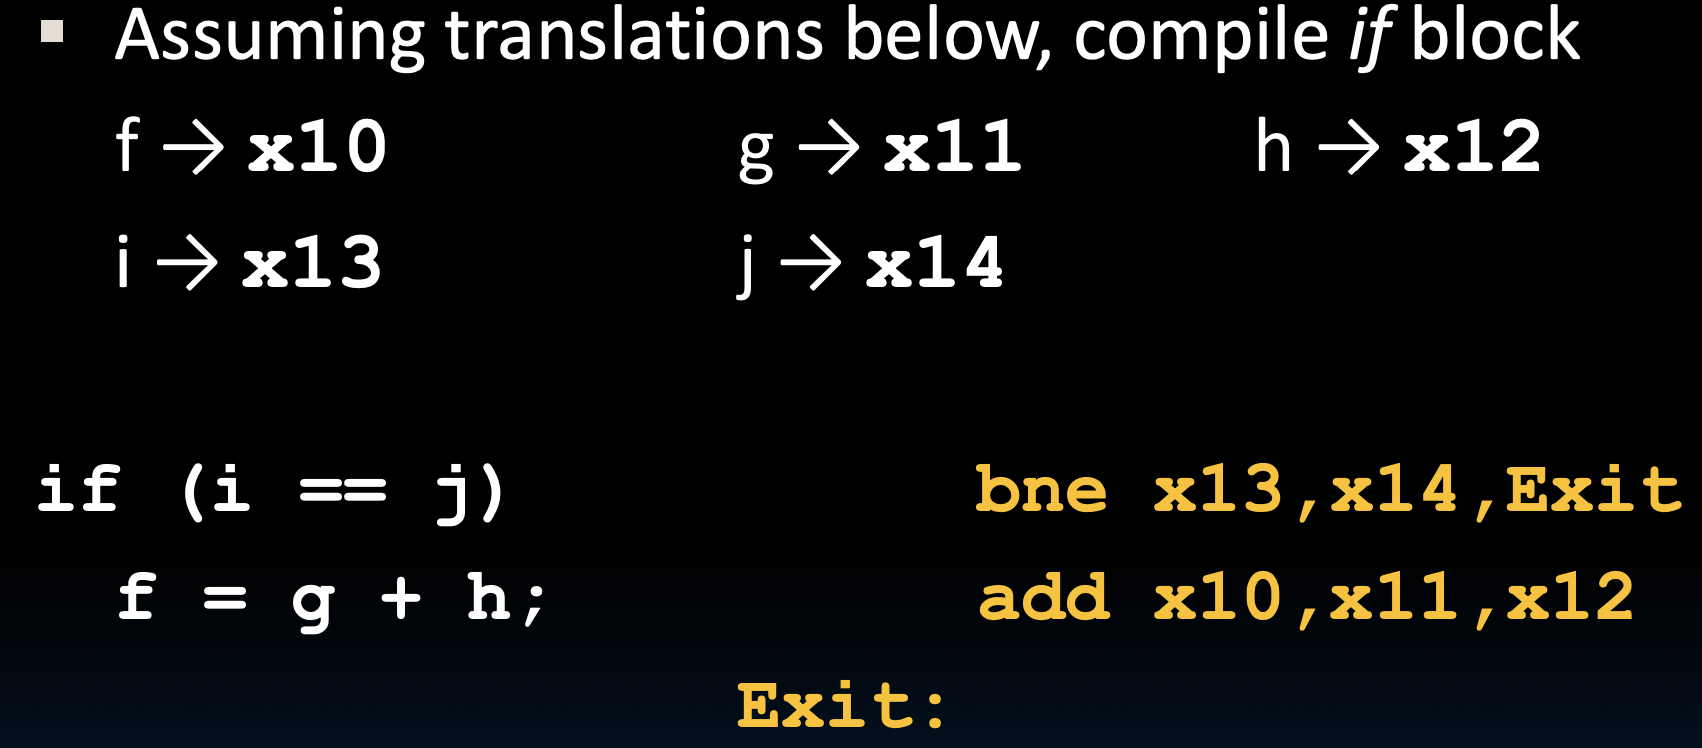 ▪ Assuming translations below, compile if block
f → x10 g → x11 h → x12
i → x13 j → x14
if (i == j) bne x13,x14,Exit
f = g + h; add x10,x11,x12
Exit: